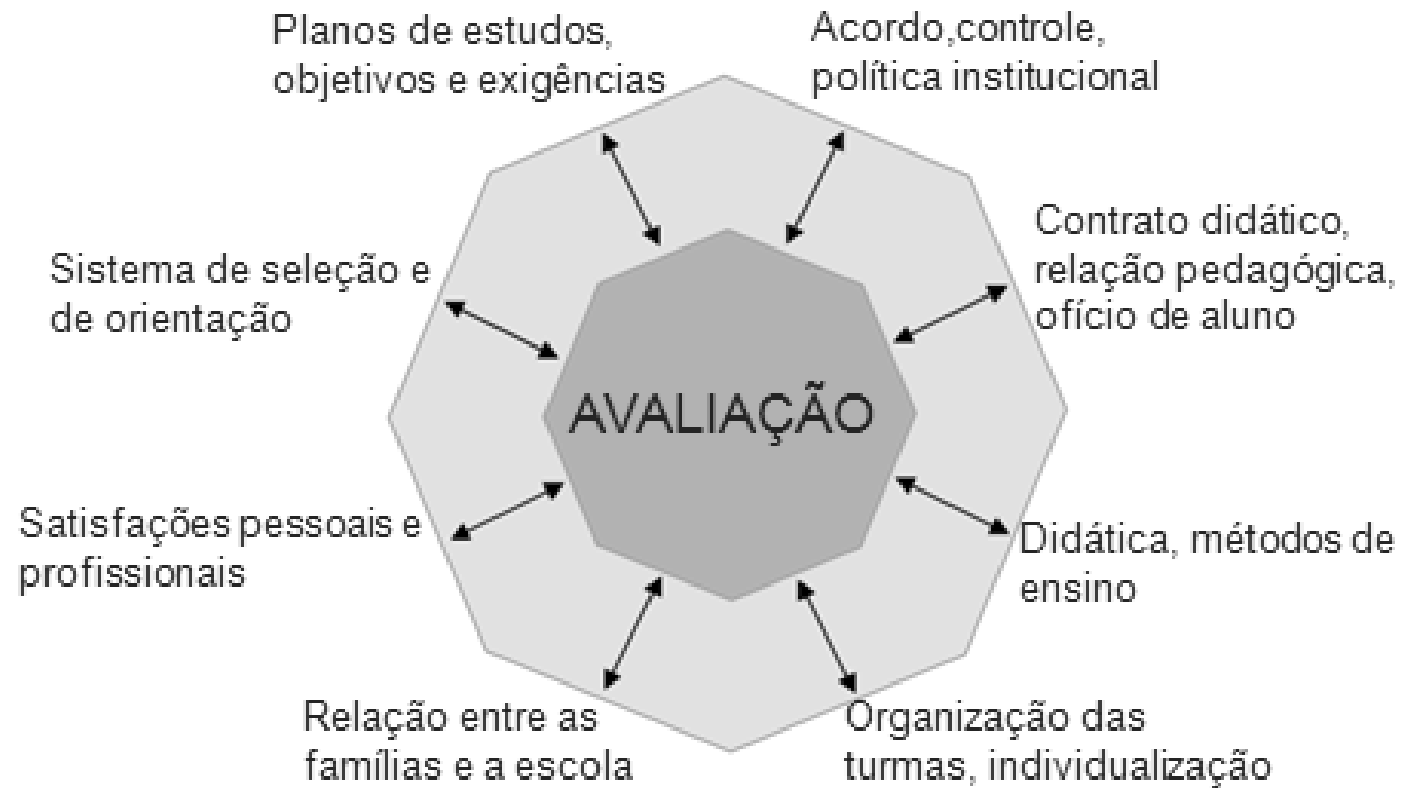 Planos de estudos,
objetivos e exigências
Acordo,controle,
política institucional
Contrato didático,
relação pedagógica,
ofício de aluno
Sistema de seleção e
de orientação
AVALIAÇÃO
Satisfações pessoais e
profissionais
Didática, métodos de
ensino
Relação entre as
famílias e a escola
Organização das
turmas, individualização